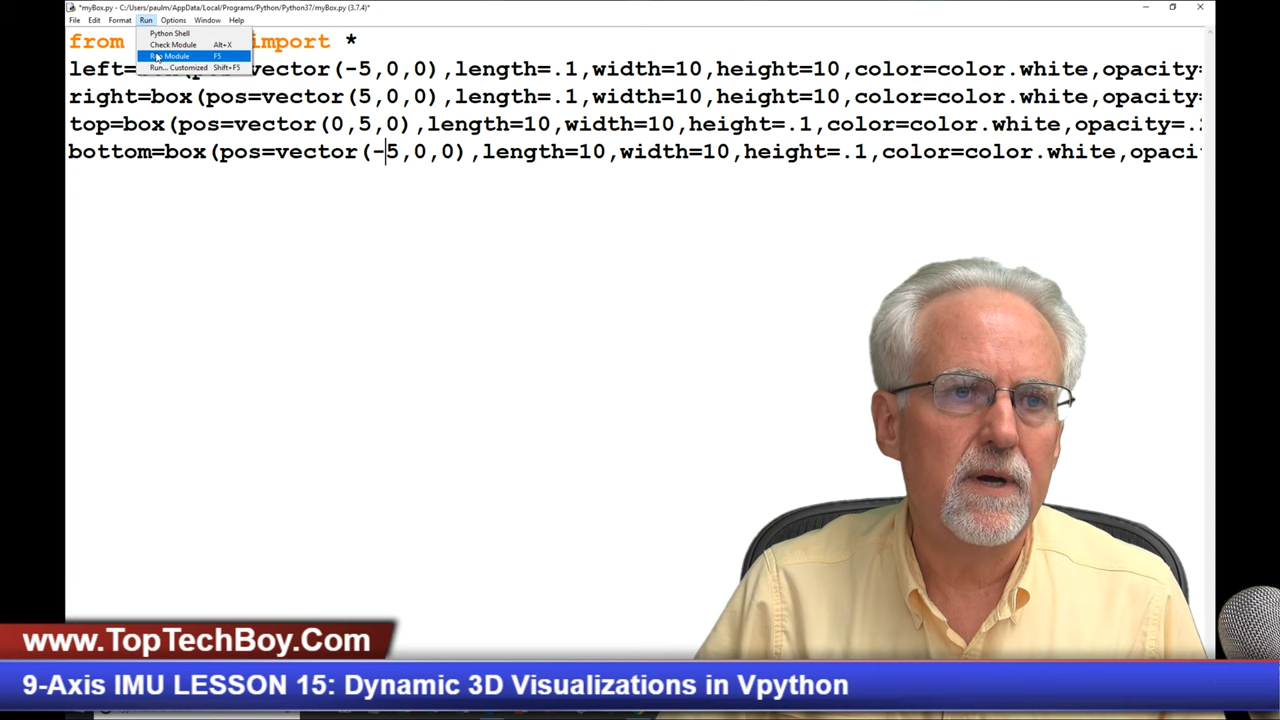 *myBox.py - C:/Users/paulm/AppData/Local/Programs/Python/Python37/myBox.py (3.7.4)*
File Edit Format Run Options Window Help
Python Shell
Check Module Alt+X
Run Module F5
Run... Customized Shift+F5
from import *
(pos=vector(-5,0,0),length=.1,width=10,height=10,color=color.white,opacity=
left=
right=box(pos=vector(5,0,0),length=.1,width=10,height=10,color=color.white,opacity=
top=box(pos=vector(0,5,0),length=10,width=10,height=.1,color=color.white,opacity=.
bottom=box(pos=vector(-5,0,0),length=10,width=10,height=.1,color=color.white,opaci
www.TopTechBoy.Com
9-Axis IMU LESSON 15: Dynamic 3D Visualizations in Vpython